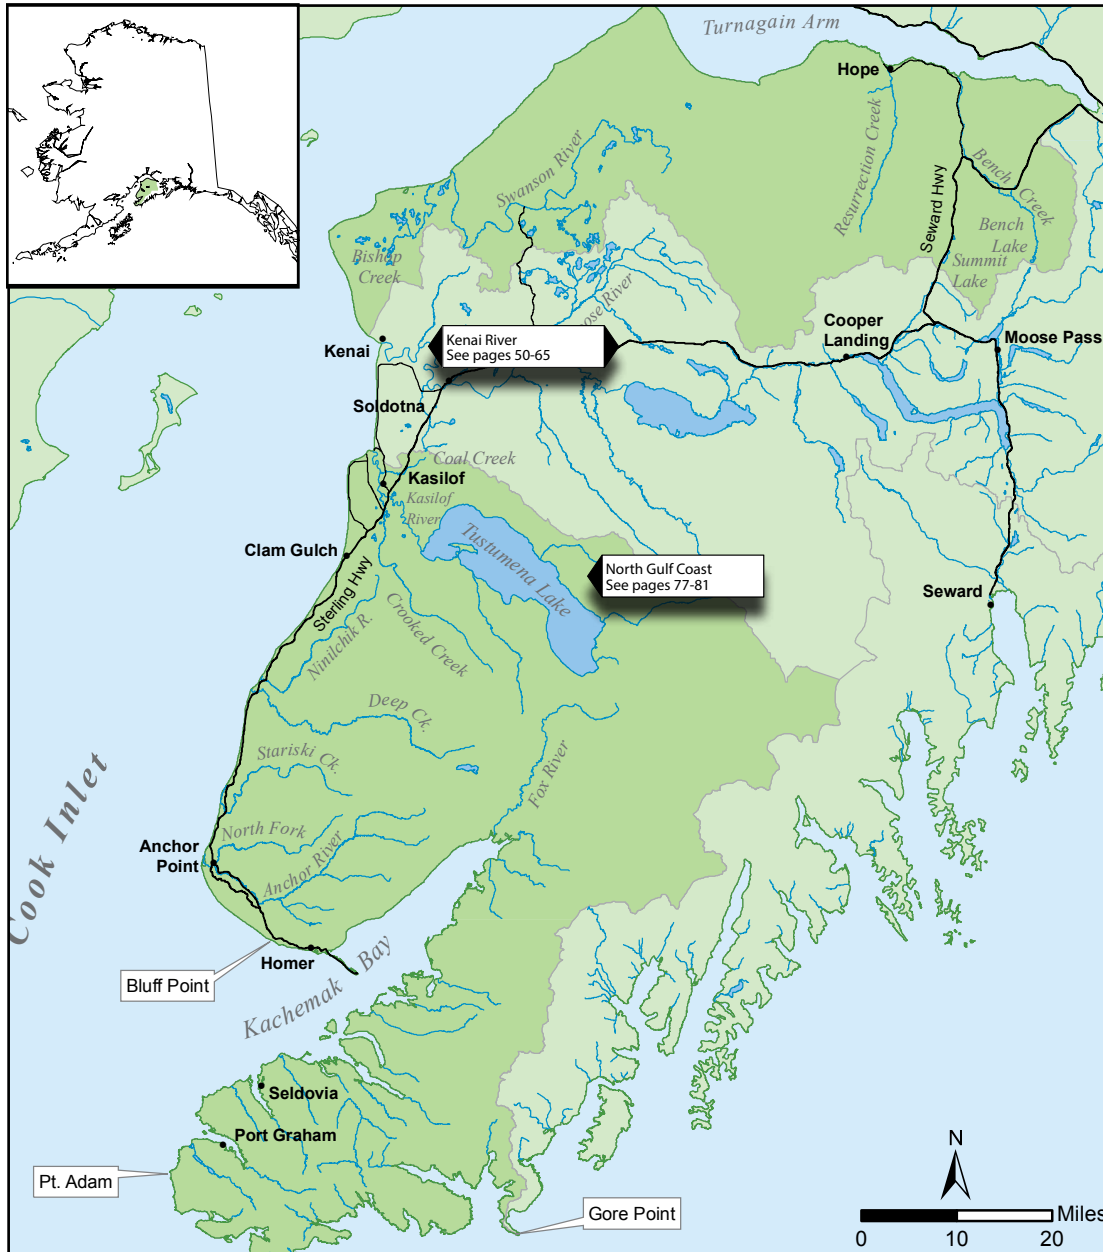 Turnagain Arm
Hope
Resurrection Creek
Seward Hwy
Bench Creek
Bench
Lake
Summit
Lake
Swanson River
Bishop
Creek
Kenai
Kenai River
See pages 50-65
Cooper
Landing
Moose Pass
Soldotna
Coal Creek
Kasilof
Kasilof
River
Clam Gulch
Sterling Hwy
Tustumena Lake
North Gulf Coast
See pages 77-81
Seward
Ninilchik R.
Crooked Creek
Deep Ck.
Stariski Ck.
Fox River
Cook Inlet
North Fork
Anchor
Point
Anchor River
Bluff Point
Homer
Kachemak Bay
Seldovia
Port Graham
Pt. Adam
Gore Point
N
Miles
0 10 20